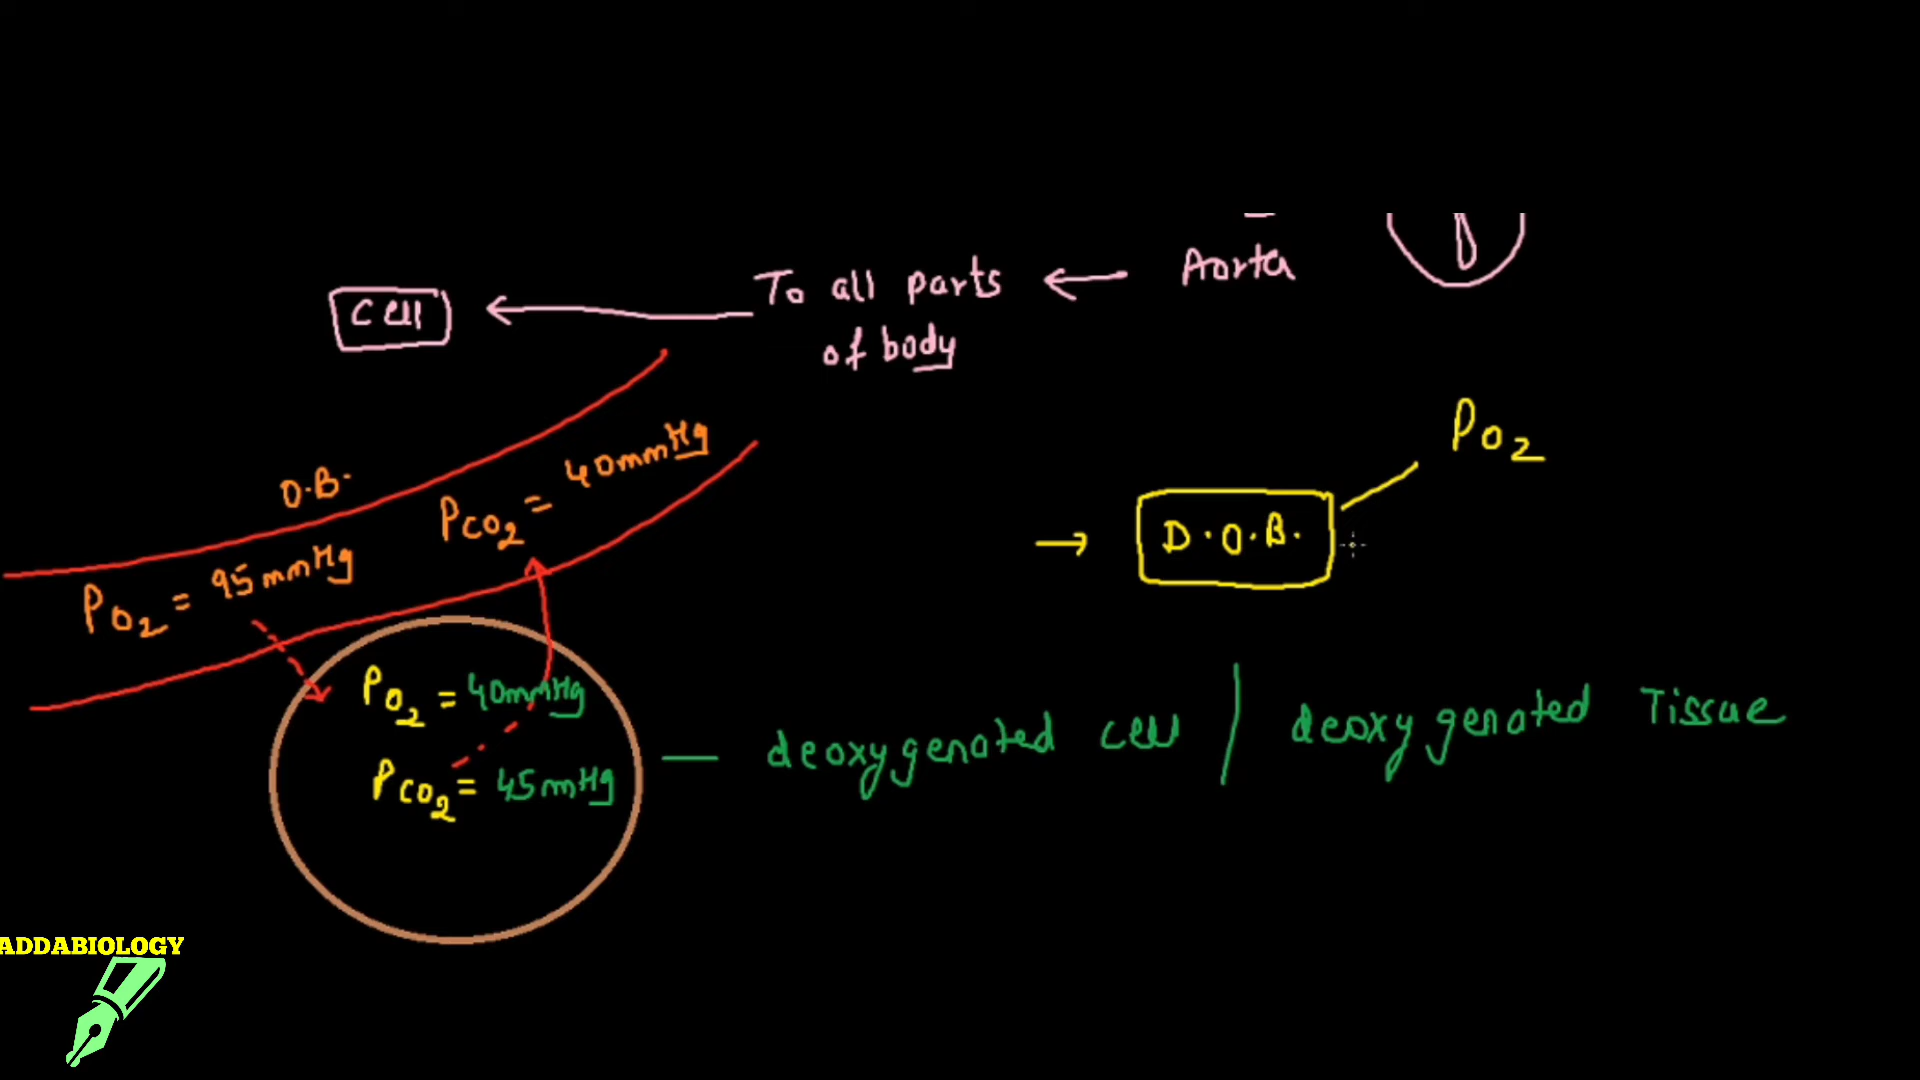 Aorta
To all parts
of body
Cell
PO2
O.B.
PCO2 = 40mmHg
D.O.B.
PO2 = 95mmHg
PO2 = 40mmHg
deoxygenated cell / deoxygenated Tissue
PCO2 = 45mHg
ADDABIOLOGY